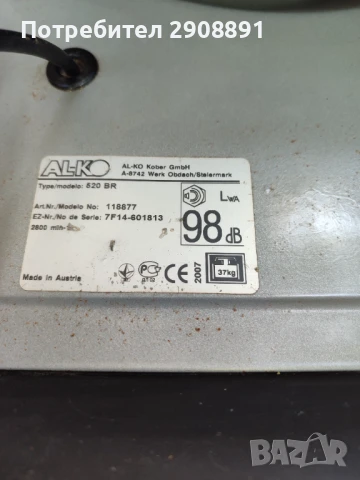 Потребител 2908891
AL-KO
AL-KO Kober GmbH
A-8742 Werk Obdach/Steiermark
Type/modelo: 520 BR
Art.Nr./Modelo No: 118877
EZ-Nr./No de Serie: 7F14-601813
2800 min-
LWA
98 dB
Made in Austria
CE
2007
37kg
BAZAR